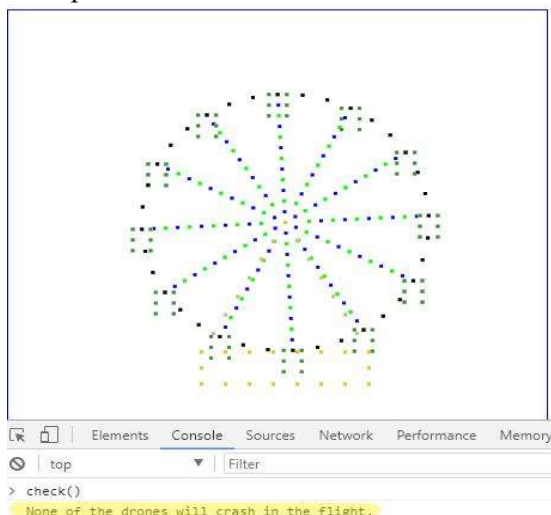 Elements Console Sources Network Performance Memory
top ▼ Filter
> check()
None of the drones will crash in the flight.